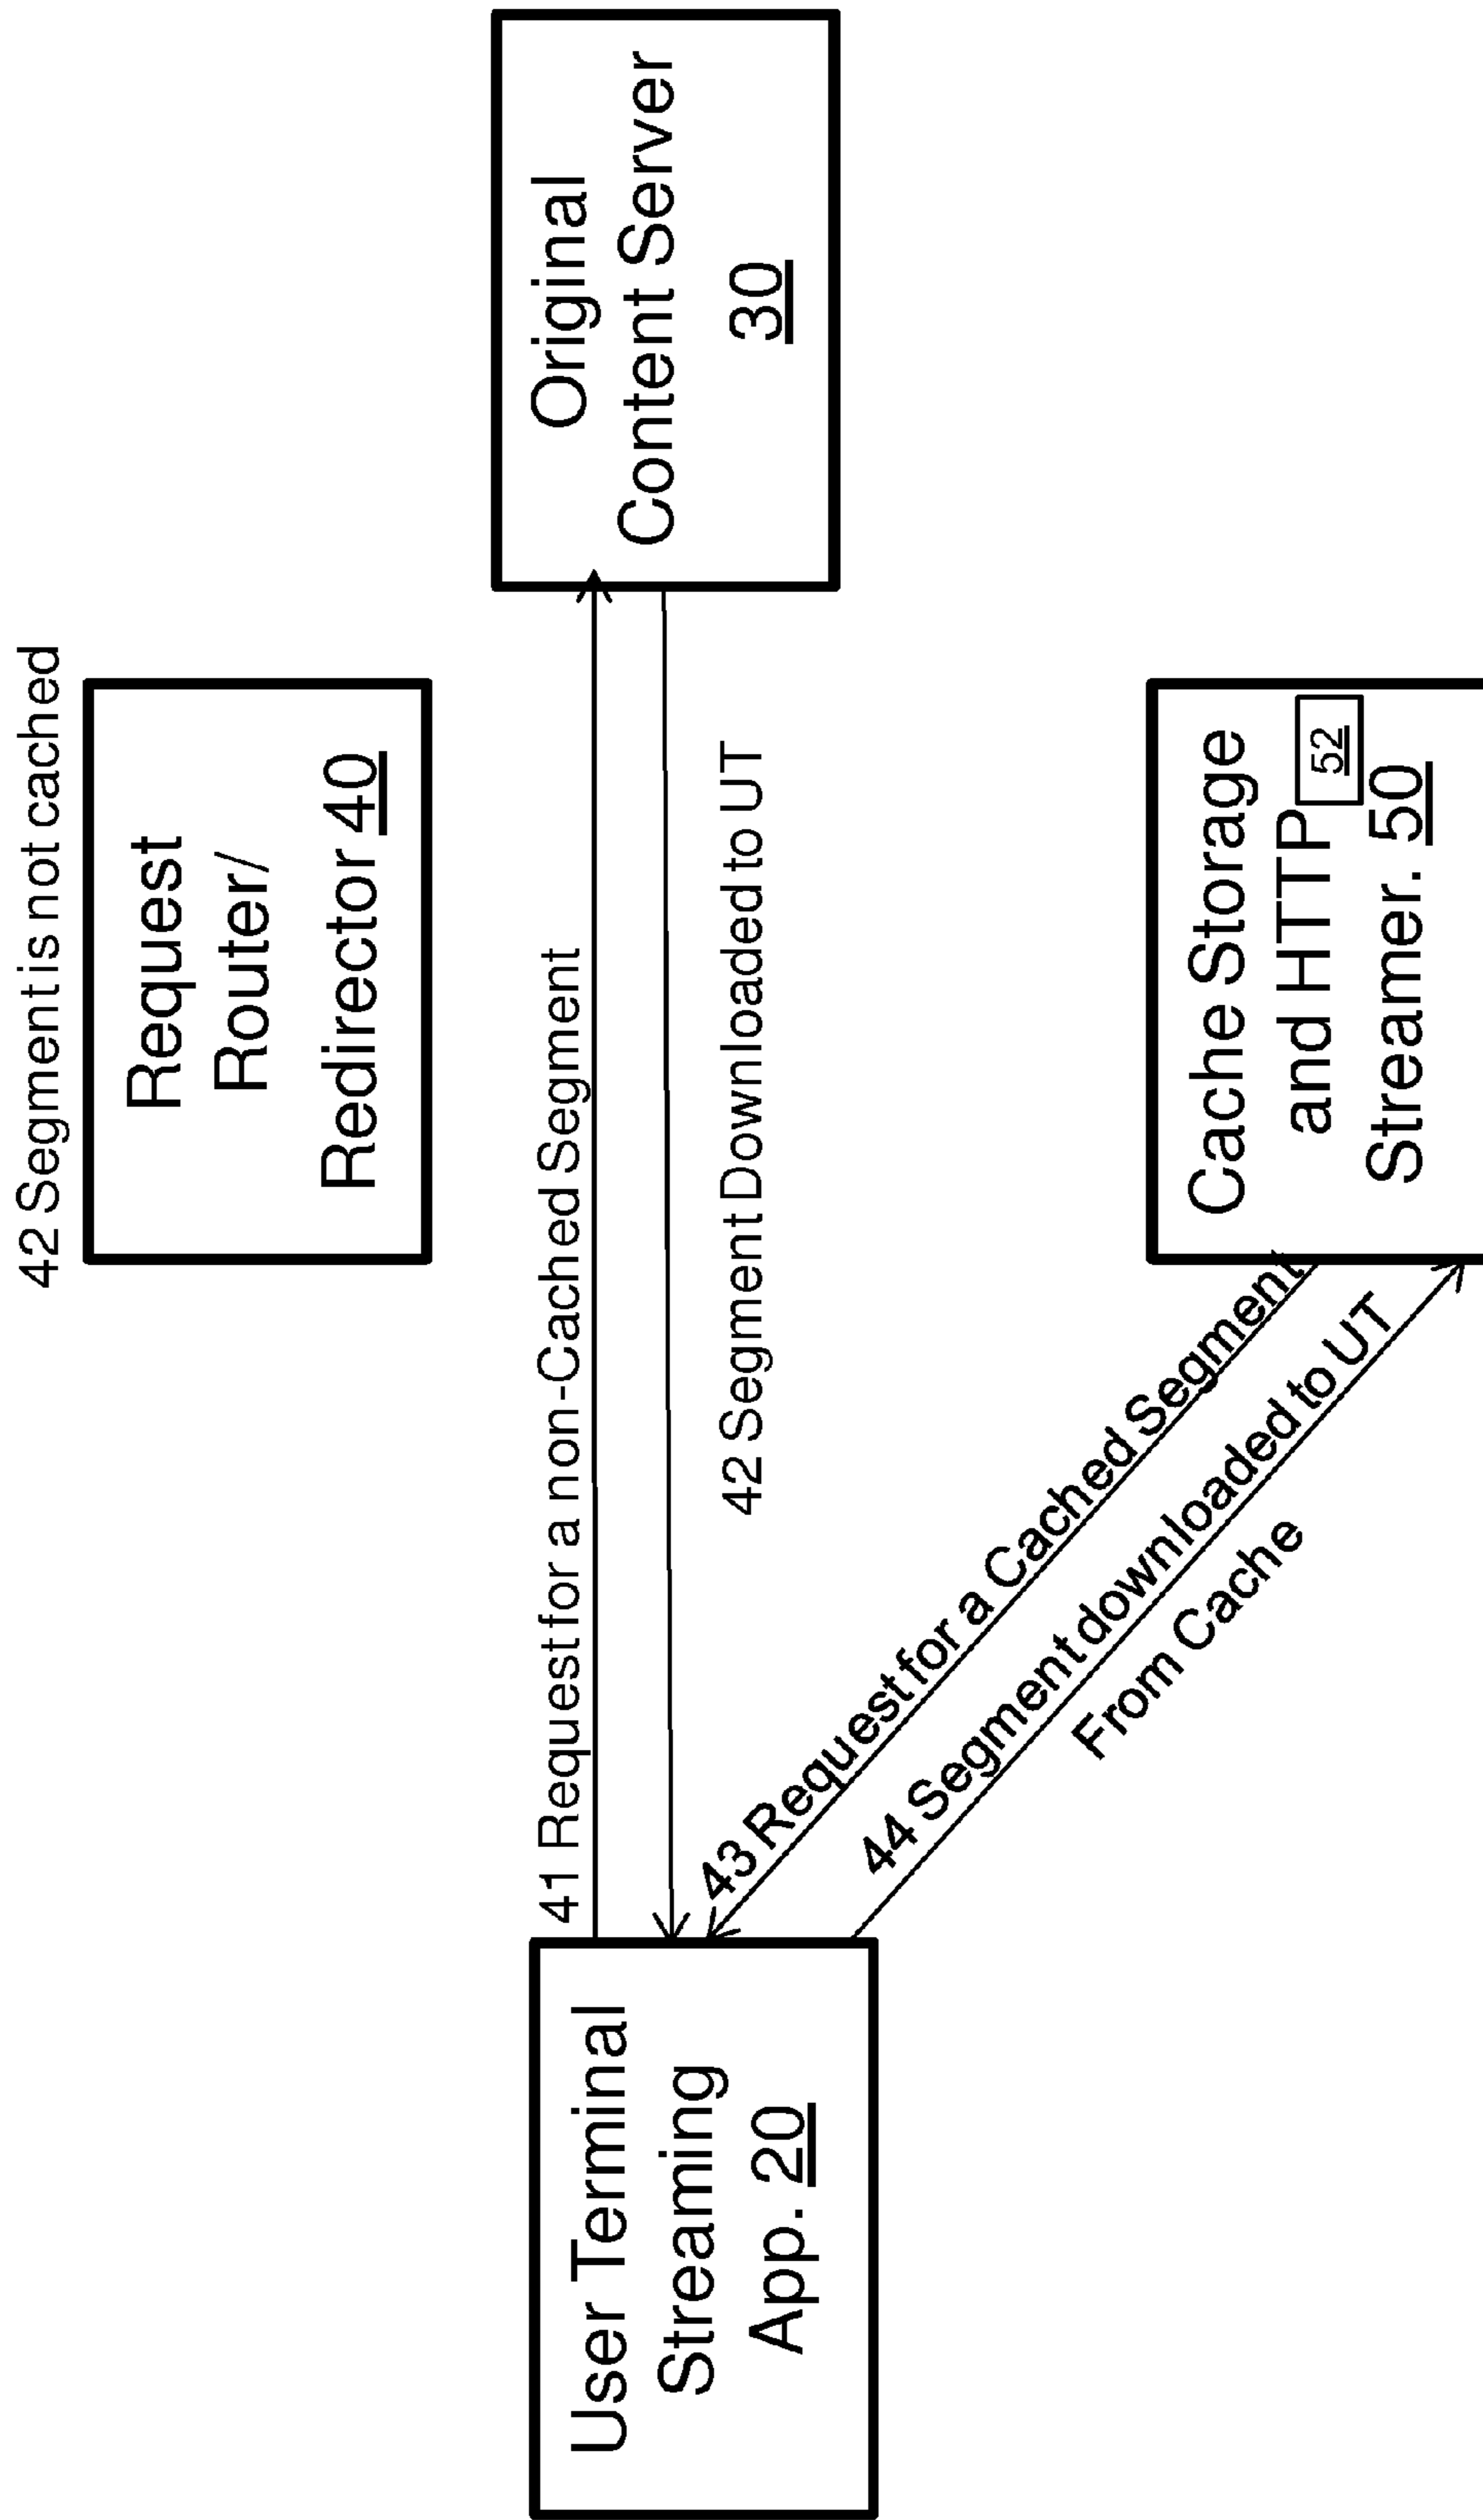 42 Segment is not cached
Request
Router/
Redirector 40
Original
Content Server
30
41 Request for a non-Cached Segment
42 Segment Downloaded to UT
User Terminal
Streaming
App. 20
43 Request for a Cached Segment
44 Segment downloaded to UT
From Cache
Cache Storage
and HTTP
52
Streamer. 50